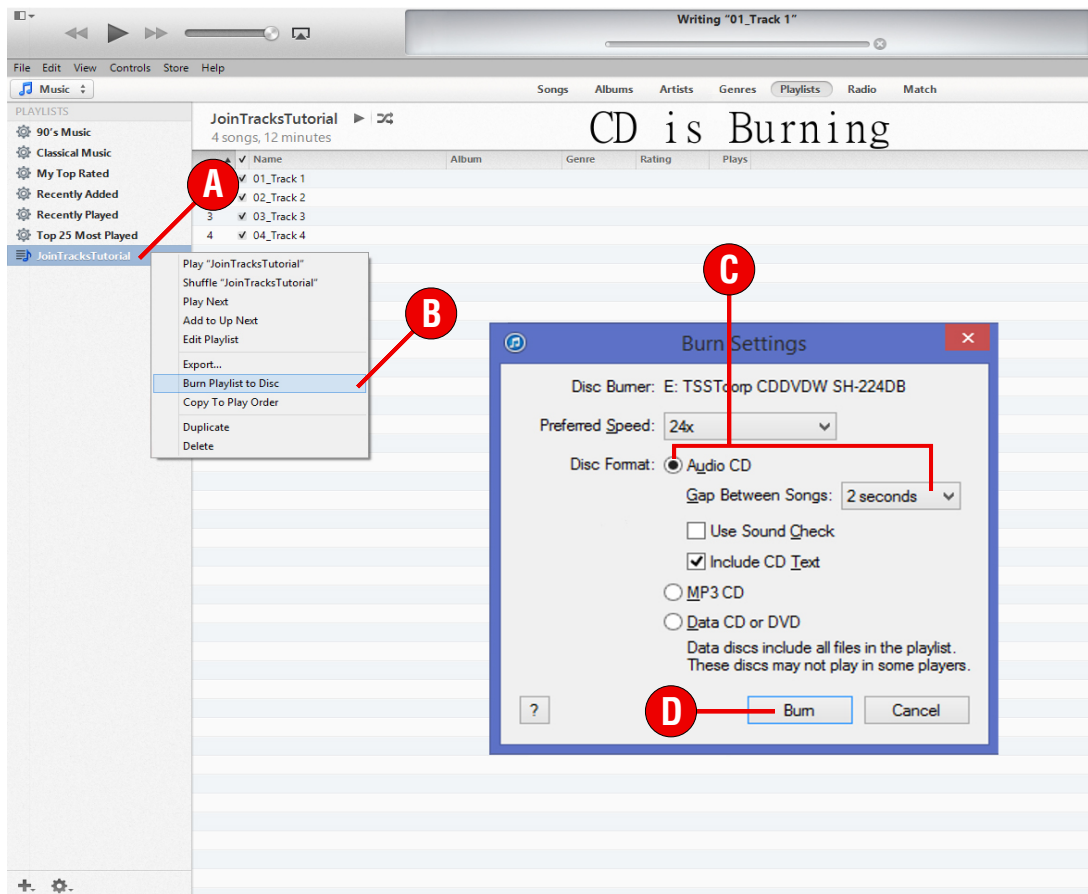 Writing “01_Track 1”
File Edit View Controls Store Help
Music
Songs Albums Artists Genres Playlists Radio Match
PLAYLISTS
90's Music
Classical Music
My Top Rated
Recently Added
Recently Played
Top 25 Most Played
JoinTracksTutorial
JoinTracksTutorial
4 songs, 12 minutes
CD is Burning
Name Album Genre Rating Plays
01_Track 1
02_Track 2
3 03_Track 3
4 04_Track 4
A
Play “JoinTracksTutorial”
Shuffle “JoinTracksTutorial”
Play Next
Add to Up Next
Edit Playlist
Export...
Burn Playlist to Disc
Copy To Play Order
Duplicate
Delete
B
C
Burn Settings
Disc Burner: E: TSSTcorp CDDVDW SH-224DB
Preferred Speed: 24x
Disc Format: Audio CD
Gap Between Songs: 2 seconds
Use Sound Check
Include CD Text
MP3 CD
Data CD or DVD
Data discs include all files in the playlist.
These discs may not play in some players.
? Burn Cancel
D